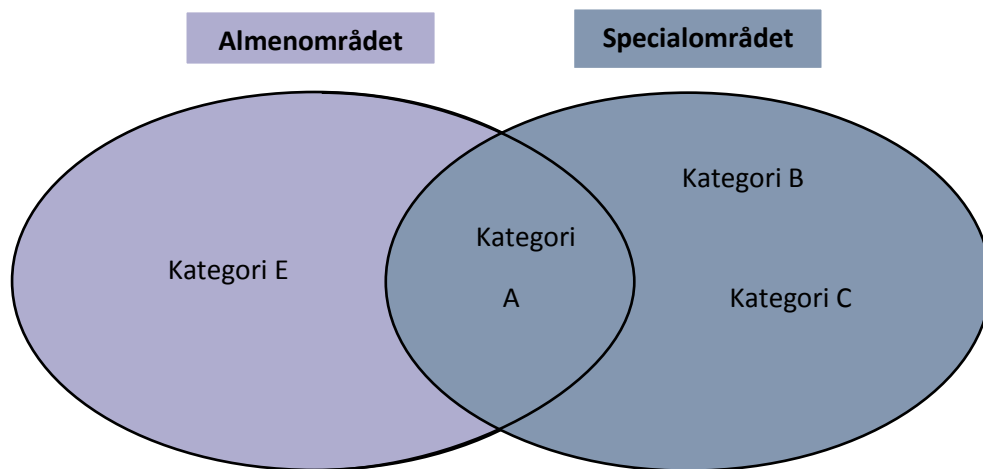 Almenområdet
Specialområdet
Kategori B
Kategori
A
Kategori E
Kategori C